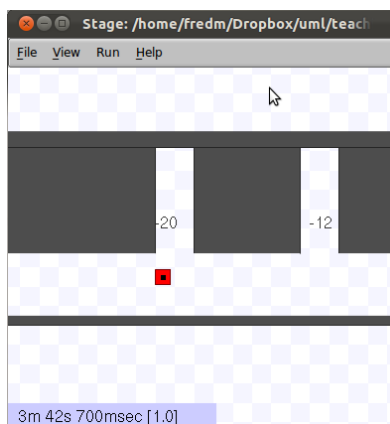 Stage: /home/fredm/Dropbox/uml/teach
File View Run Help
-20 -12
3m 42s 700msec [1.0]